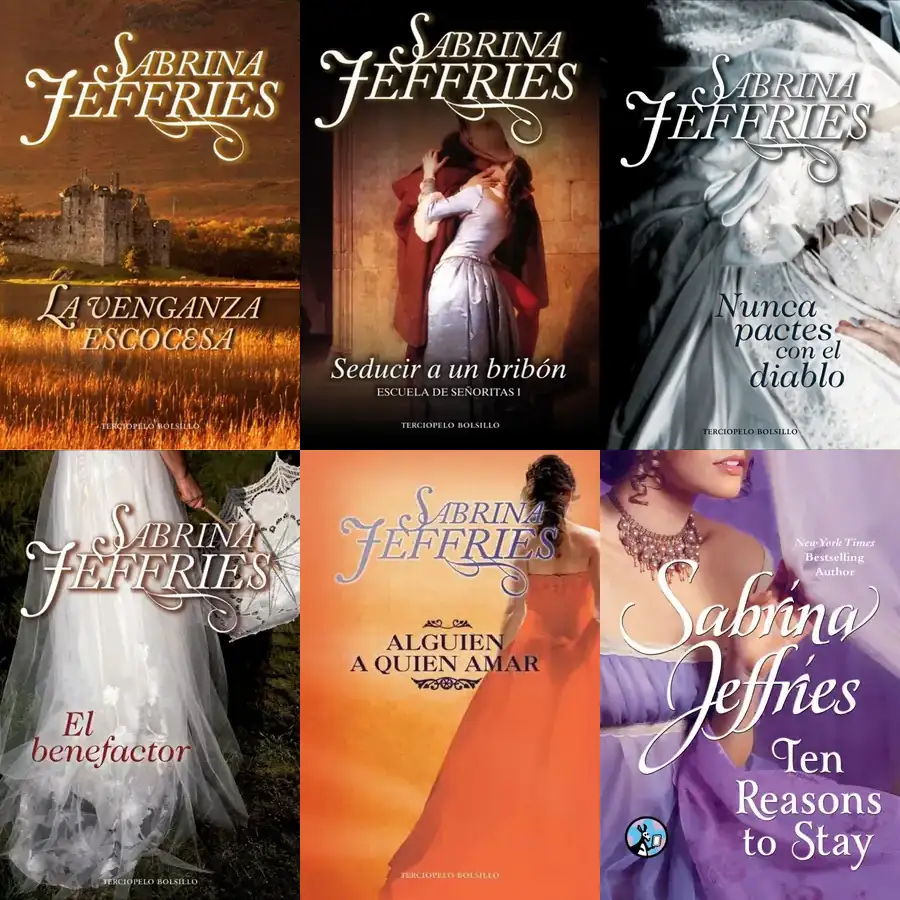 SABRINA
JEFFRIES
LA VENGANZA
ESCOCESA
TERCIOPELO BOLSILLO
SABRINA
JEFFRIES
Seducir a un bribón
ESCUELA DE SEÑORITAS I
TERCIOPELO BOLSILLO
SABRINA
JEFFRIES
Nunca
pactes
con el
diablo
TERCIOPELO BOLSILLO
SABRINA
JEFFRIES
El
benefactor
TERCIOPELO BOLSILLO
SABRINA
JEFFRIES
ALGUIEN
A QUIEN AMAR
TERCIOPELO BOLSILLO
New York Times
Bestselling
Author
Sabrina
Jeffries
Ten
Reasons
to Stay